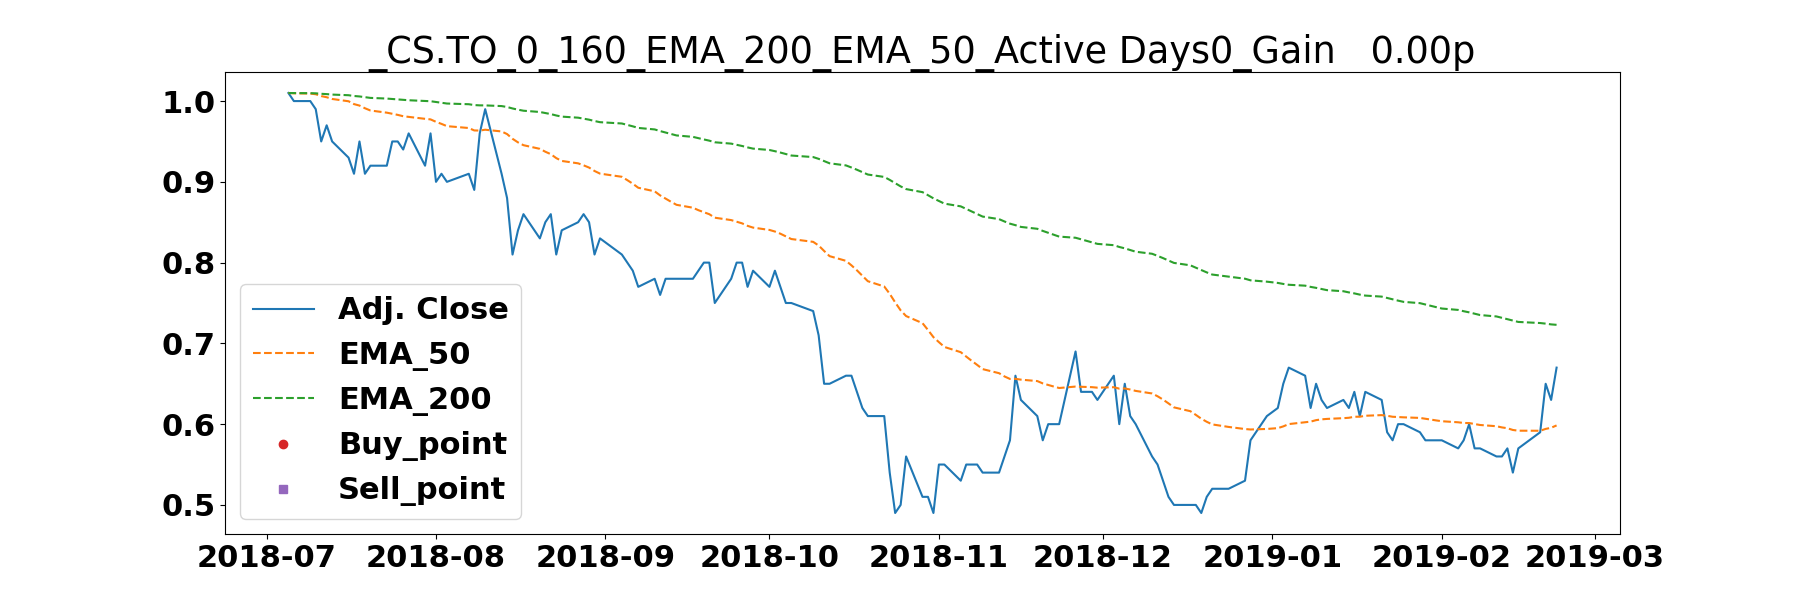 _CS.TO_0_160_EMA_200_EMA_50_Active Days0_Gain   0.00p
1.0
0.9
0.8
0.7
0.6
0.5
Adj. Close
EMA_50
EMA_200
Buy_point
Sell_point
2018-07 2018-08 2018-09 2018-10 2018-11 2018-12 2019-01 2019-02 2019-03